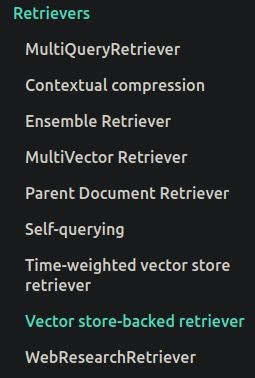 Retrievers
MultiQueryRetriever
Contextual compression
Ensemble Retriever
MultiVector Retriever
Parent Document Retriever
Self-querying
Time-weighted vector store
retriever
Vector store-backed retriever
WebResearchRetriever